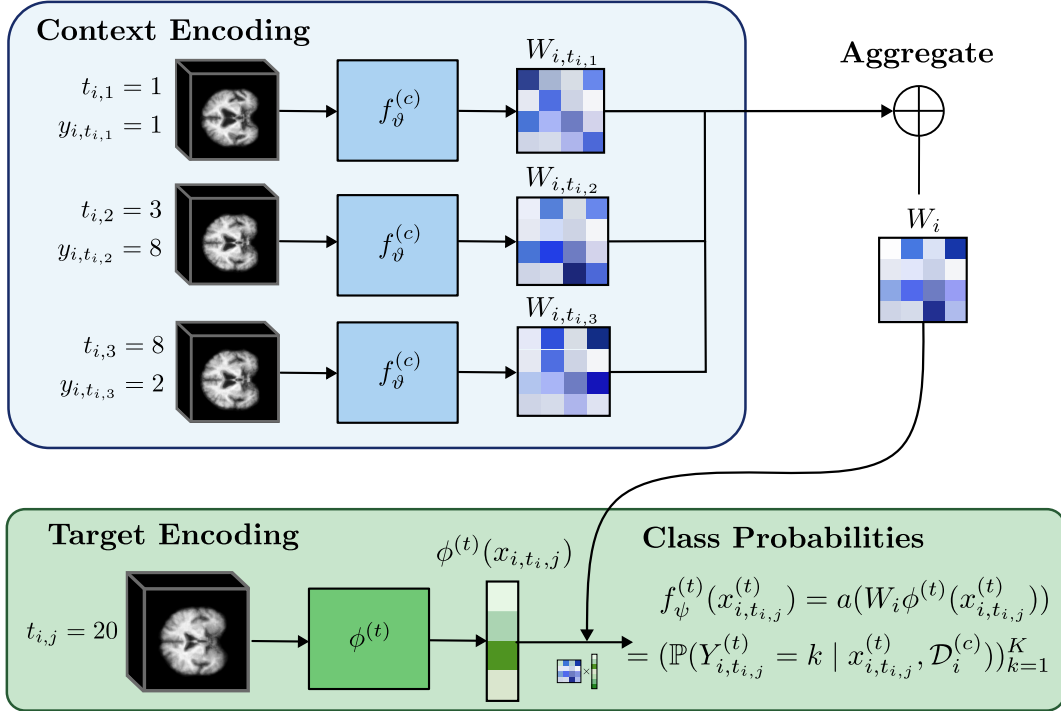 Context Encoding
Aggregate
t_{i,1} = 1
y_{i,t_{i,1}} = 1
f_ϑ^{(c)}
W_{i,t_{i,1}}
t_{i,2} = 3
y_{i,t_{i,2}} = 8
f_ϑ^{(c)}
W_{i,t_{i,2}}
W_i
t_{i,3} = 8
y_{i,t_{i,3}} = 2
f_ϑ^{(c)}
W_{i,t_{i,3}}
Target Encoding
t_{i,j} = 20
ϕ^{(t)}
ϕ^{(t)}(x_{i,t_i,j})
×
Class Probabilities
f_ψ^{(t)}(x_{i,t_{i,j}}^{(t)}) = a(W_iϕ^{(t)}(x_{i,t_{i,j}}^{(t)}))
= (ℙ(Y_{i,t_{i,j}}^{(t)} = k | x_{i,t_{i,j}}^{(t)}, 𝒟_i^{(c)}))_{k=1}^K